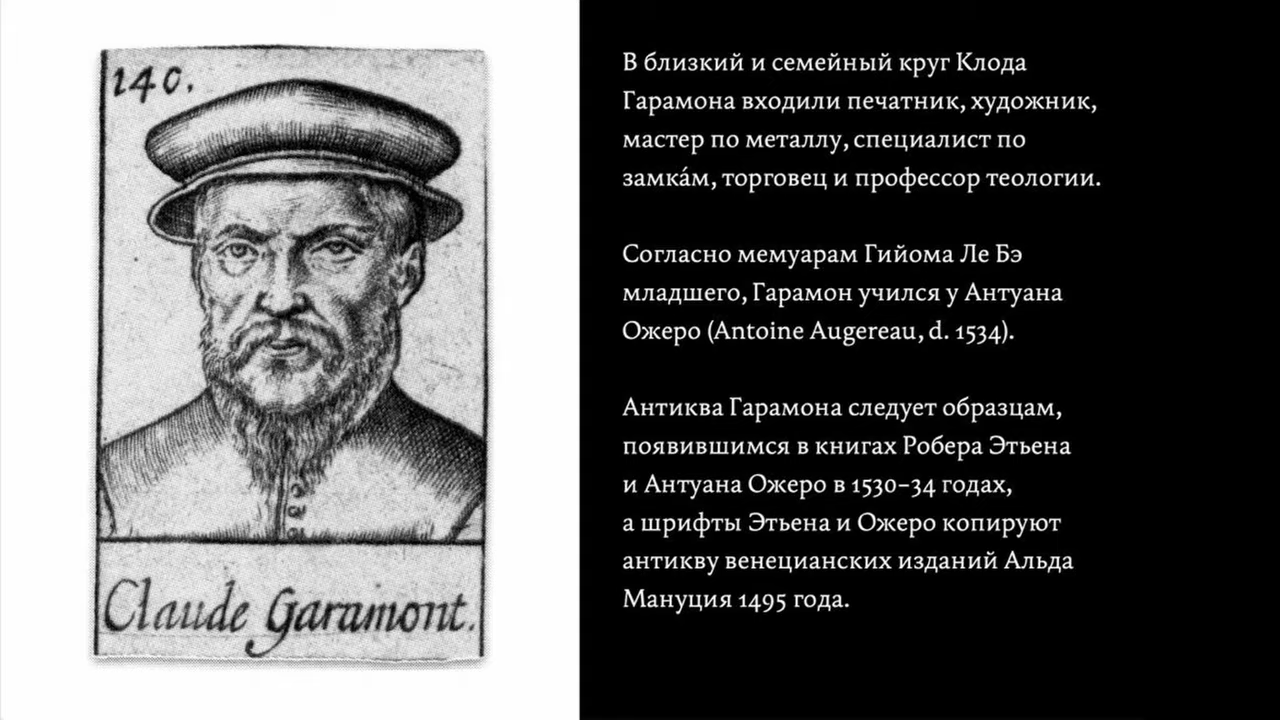 140.
Claude Garamont.
В близкий и семейный круг Клода
Гарамона входили печатник, художник,
мастер по металлу, специалист по
замка́м, торговец и профессор теологии.
Согласно мемуарам Гийома Ле Бэ
младшего, Гарамон учился у Антуана
Ожеро (Antoine Augereau, d. 1534).
Антиква Гарамона следует образцам,
появившимся в книгах Робера Этьена
и Антуана Ожеро в 1530–34 годах,
а шрифты Этьена и Ожеро копируют
антикву венецианских изданий Альда
Мануция 1495 года.